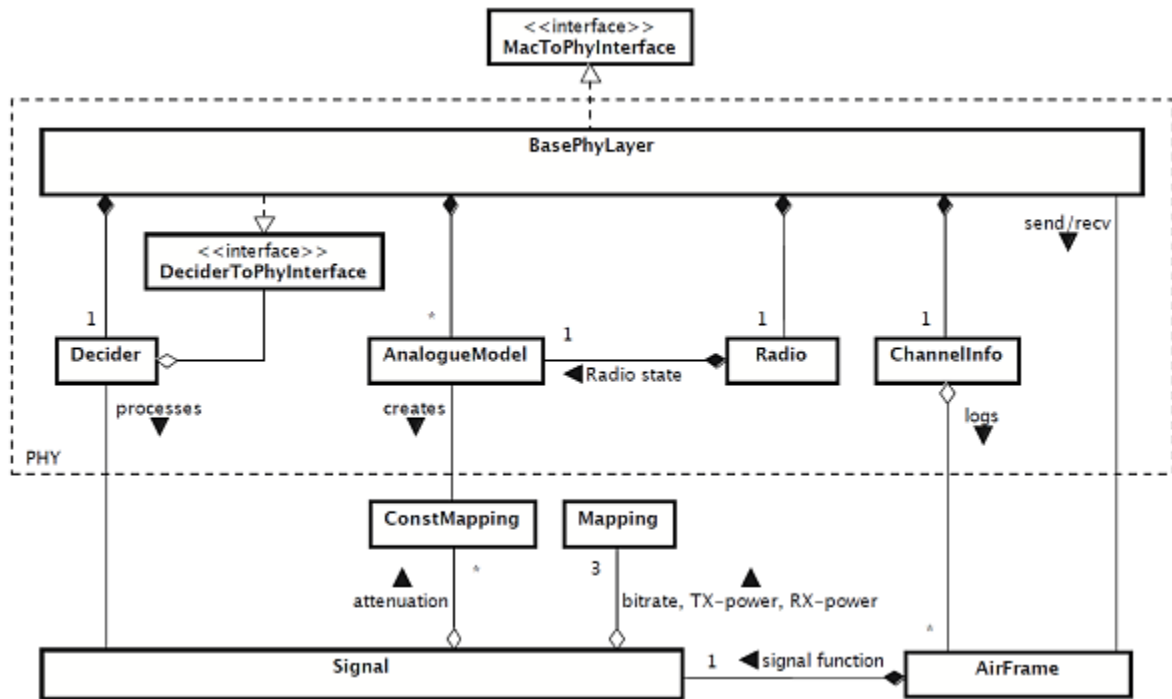 <<interface>>
MacToPhyInterface
BasePhyLayer
send/recv
<<interface>>
DeciderToPhyInterface
1
*
1
1
1
Decider
AnalogueModel
Radio
ChannelInfo
Radio state
processes
creates
logs
PHY
ConstMapping
Mapping
*
3
attenuation
bitrate, TX-power, RX-power
*
Signal
1
signal function
AirFrame